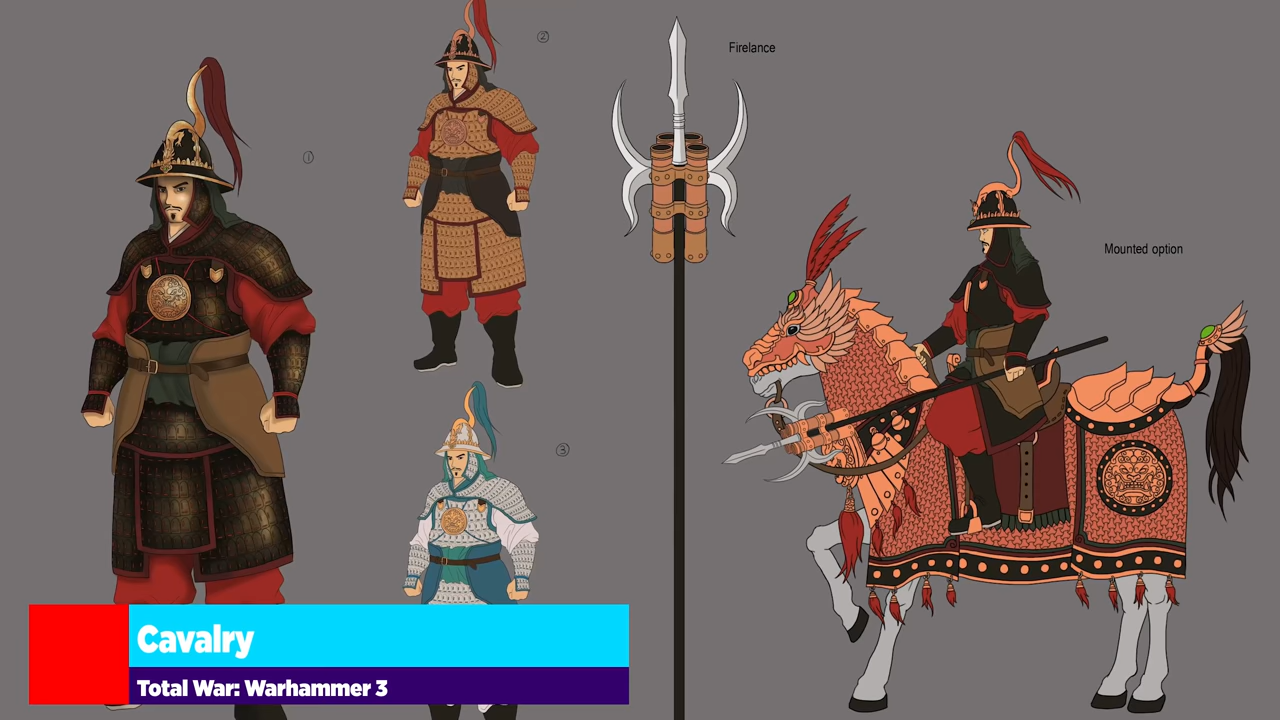 ②
Firelance
①
Mounted option
③
Cavalry
Total War: Warhammer 3